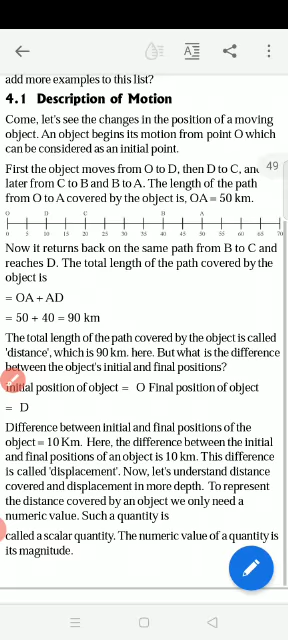 add more examples to this list?
4.1 Description of Motion
Come, let's see the changes in the position of a moving
object. An object begins its motion from point O which
can be considered as an initial point.
First the object moves from O to D, then D to C, and
49
later from C to B and B to A. The length of the path
from O to A covered by the object is, OA = 50 km.
O D C B A
0 5 10 15 20 25 30 35 40 45 50 55 60 65 70
Now it returns back on the same path from B to C and
reaches D. The total length of the path covered by the
object is
= OA + AD
= 50 + 40 = 90 km
The total length of the path covered by the object is called
'distance', which is 90 km. here. But what is the difference
between the object's initial and final positions?
initial position of object = O Final position of object
= D
Difference between initial and final positions of the
object = 10 Km. Here, the difference between the initial
and final positions of an object is 10 km. This difference
is called 'displacement'. Now, let's understand distance
covered and displacement in more depth. To represent
the distance covered by an object we only need a
numeric value. Such a quantity is
called a scalar quantity. The numeric value of a quantity is
its magnitude.